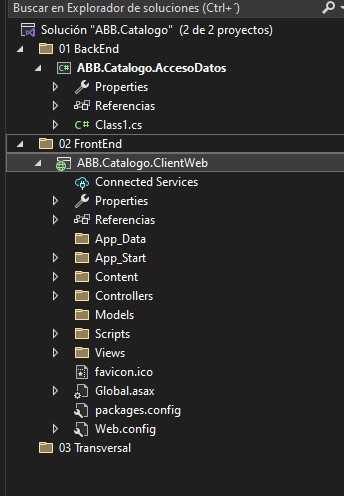 Buscar en Explorador de soluciones (Ctrl+´)
Solución "ABB.Catalogo" (2 de 2 proyectos)
01 BackEnd
C# ABB.Catalogo.AccesoDatos
Properties
Referencias
C# Class1.cs
02 FrontEnd
ABB.Catalogo.ClientWeb
Connected Services
Properties
Referencias
App_Data
App_Start
Content
Controllers
Models
Scripts
Views
favicon.ico
Global.asax
packages.config
Web.config
03 Transversal